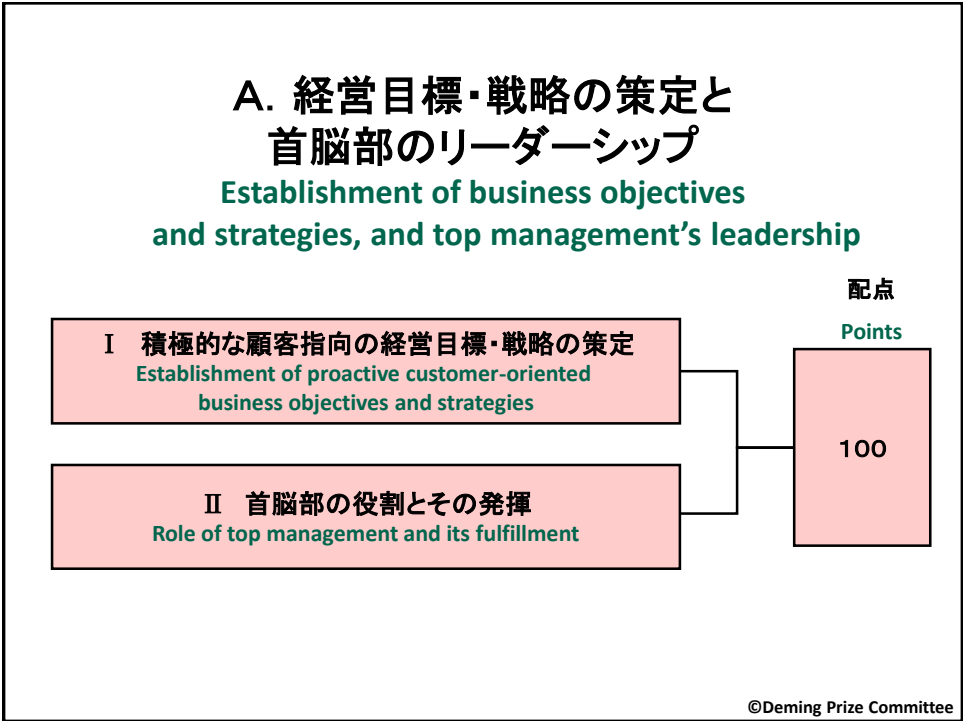 A. 経営目標・戦略の策定と
首脳部のリーダーシップ
Establishment of business objectives
and strategies, and top management's leadership
配点
Points
Ⅰ 積極的な顧客指向の経営目標・戦略の策定
Establishment of proactive customer-oriented
business objectives and strategies
100
Ⅱ 首脳部の役割とその発揮
Role of top management and its fulfillment
©Deming Prize Committee